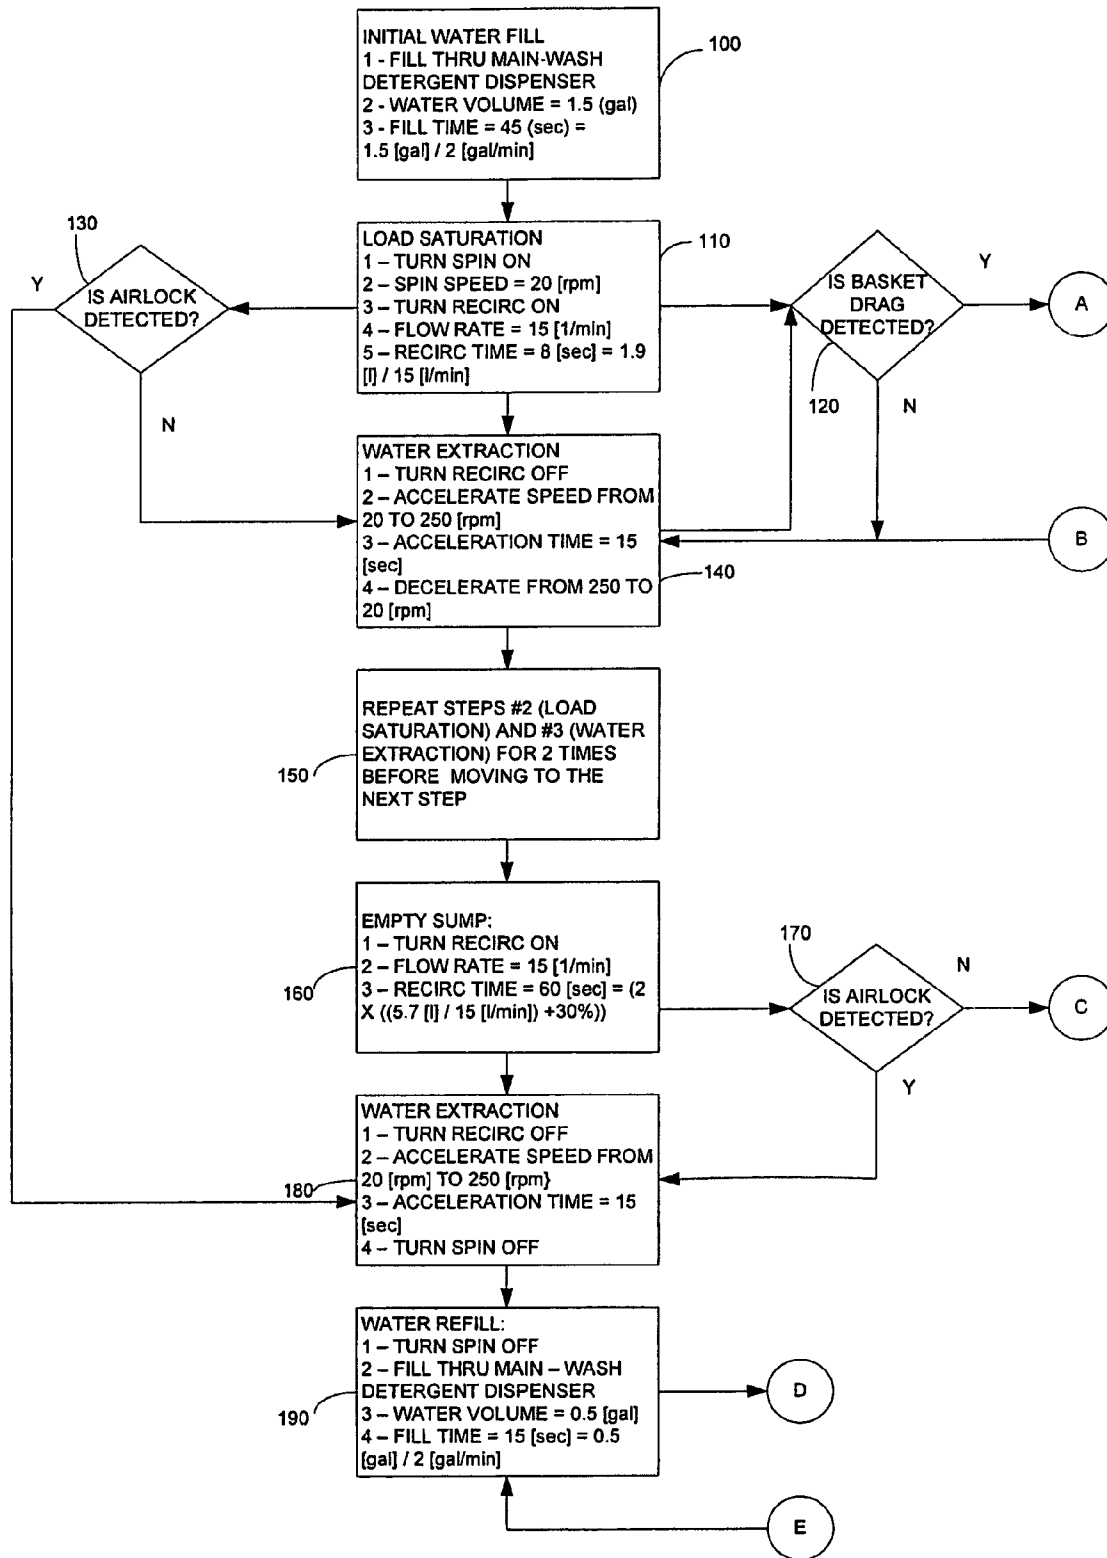 INITIAL WATER FILL
1 - FILL THRU MAIN-WASH
DETERGENT DISPENSER
2 - WATER VOLUME = 1.5 (gal)
3 - FILL TIME = 45 (sec) =
1.5 [gal] / 2 [gal/min]
100
130
Y
IS AIRLOCK
DETECTED?
N
LOAD SATURATION
1 – TURN SPIN ON
2 – SPIN SPEED = 20 [rpm]
3 – TURN RECIRC ON
4 – FLOW RATE = 15 [1/min]
5 – RECIRC TIME = 8 [sec] = 1.9
[l] / 15 [l/min]
110
IS BASKET
DRAG
DETECTED?
Y
A
120
N
WATER EXTRACTION
1 – TURN RECIRC OFF
2 – ACCELERATE SPEED FROM
20 TO 250 [rpm]
3 – ACCELERATION TIME = 15
[sec]
4 – DECELERATE FROM 250 TO
20 [rpm]
140
B
REPEAT STEPS #2 (LOAD
SATURATION) AND #3 (WATER
EXTRACTION) FOR 2 TIMES
BEFORE MOVING TO THE
NEXT STEP
150
EMPTY SUMP:
1 – TURN RECIRC ON
2 – FLOW RATE = 15 [1/min]
3 – RECIRC TIME = 60 [sec] = (2
X ((5.7 [l] / 15 [l/min]) +30%))
160
170
IS AIRLOCK
DETECTED?
N
C
Y
WATER EXTRACTION
1 – TURN RECIRC OFF
2 – ACCELERATE SPEED FROM
20 [rpm] TO 250 [rpm}
3 – ACCELERATION TIME = 15
[sec]
4 – TURN SPIN OFF
180
WATER REFILL:
1 – TURN SPIN OFF
2 – FILL THRU MAIN – WASH
DETERGENT DISPENSER
3 – WATER VOLUME = 0.5 [gal]
4 – FILL TIME = 15 [sec] = 0.5
[gal] / 2 [gal/min]
190
D
E